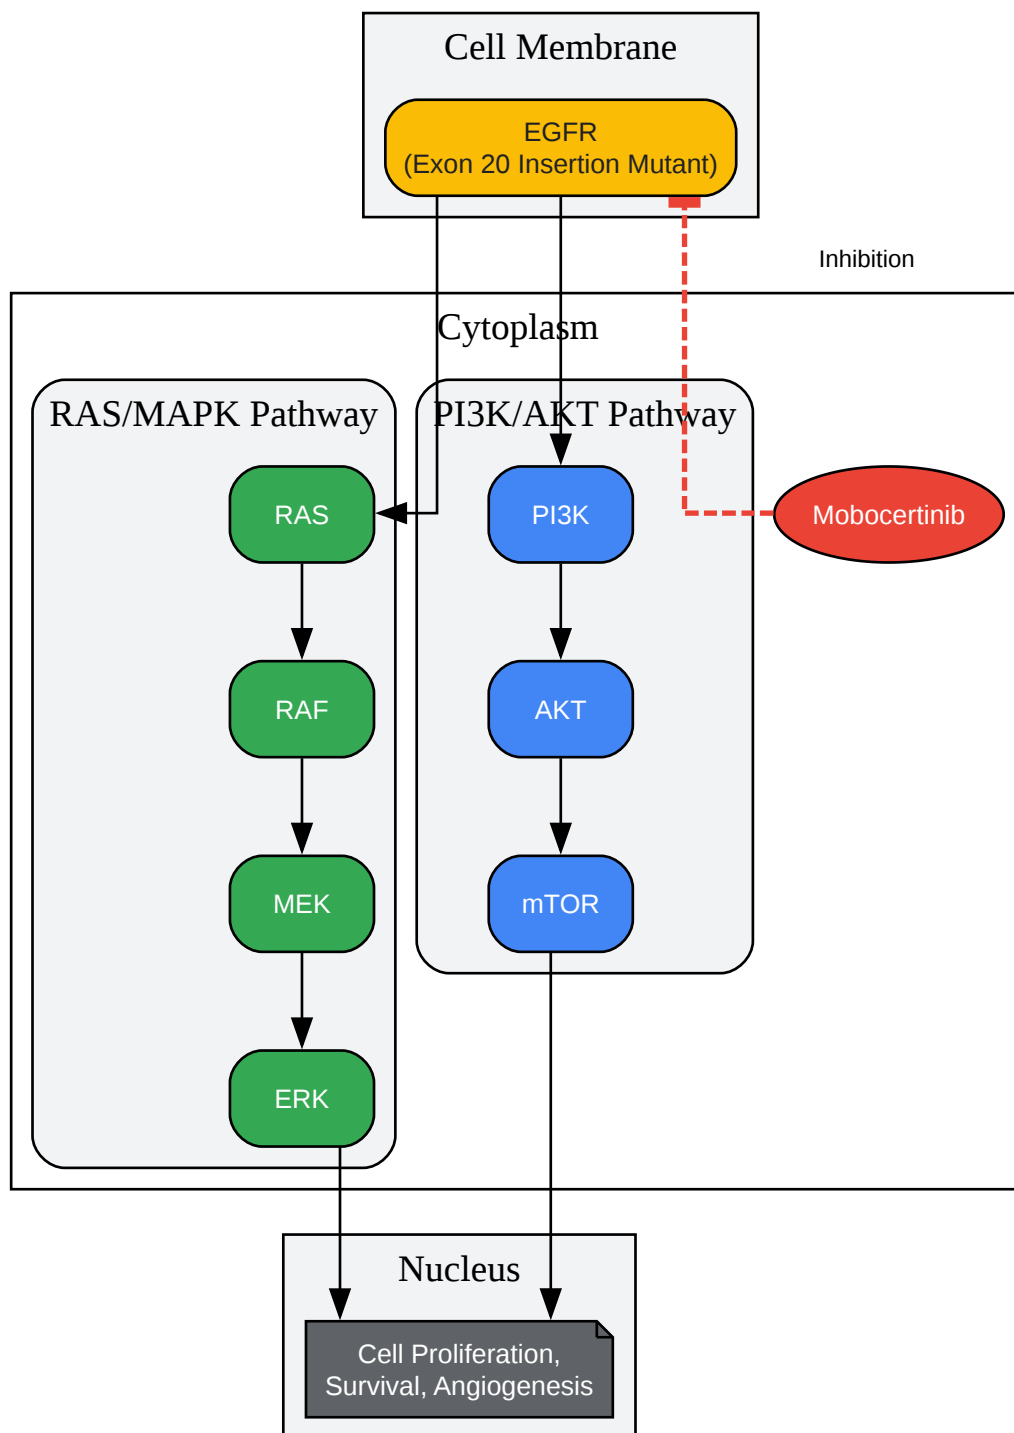 Cell Membrane
EGFR
(Exon 20 Insertion Mutant)
Inhibition
Cytoplasm
RAS/MAPK Pathway
PI3K/AKT Pathway
RAS
PI3K
Mobocertinib
RAF
AKT
MEK
mTOR
ERK
Nucleus
Cell Proliferation,
Survival, Angiogenesis